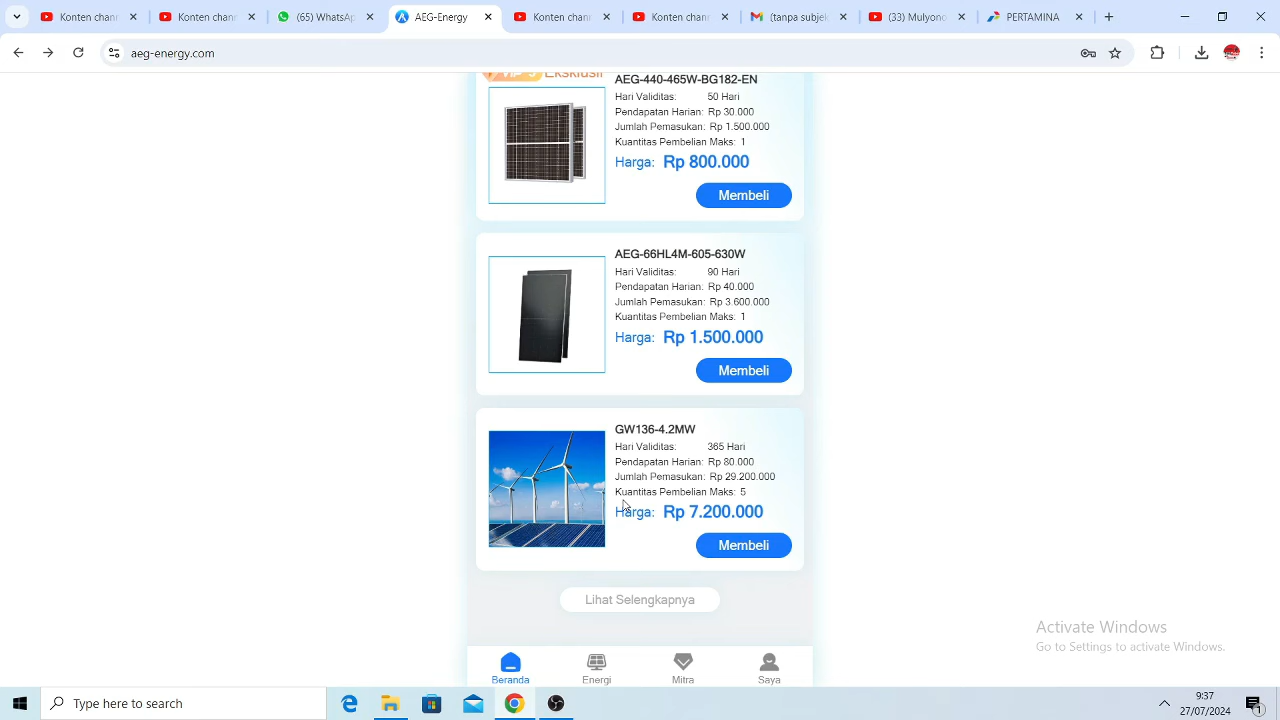 Konten chan
Konten chan
(65) WhatsAp
AEG-Energy
Konten chan
Konten chan
(tanpa subjel
(33) Mulyono
PERTAMINA
aeg-energy.com
VIP 5 Eksklusif
AEG-440-465W-BG182-EN
Hari Validitas: 50 Hari
Pendapatan Harian: Rp 30.000
Jumlah Pemasukan: Rp 1.500.000
Kuantitas Pembelian Maks: 1
Harga: Rp 800.000
Membeli
AEG-66HL4M-605-630W
Hari Validitas: 90 Hari
Pendapatan Harian: Rp 40.000
Jumlah Pemasukan: Rp 3.600.000
Kuantitas Pembelian Maks: 1
Harga: Rp 1.500.000
Membeli
GW136-4.2MW
Hari Validitas: 365 Hari
Pendapatan Harian: Rp 80.000
Jumlah Pemasukan: Rp 29.200.000
Kuantitas Pembelian Maks: 5
Harga: Rp 7.200.000
Membeli
Lihat Selengkapnya
Activate Windows
Go to Settings to activate Windows.
Beranda
Energi
Mitra
Saya
Type here to search
9:37
27/07/2024
1